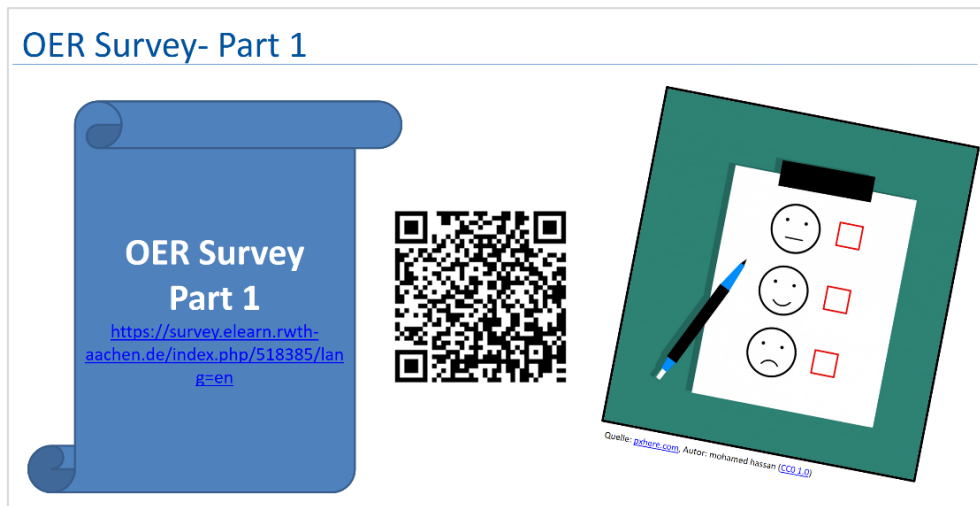 OER Survey- Part 1
OER Survey
Part 1
https://survey.elearn.rwth-
aachen.de/index.php/518385/lan
g=en
Quelle: pxhere.com, Autor: mohamed hassan (CC0 1.0)